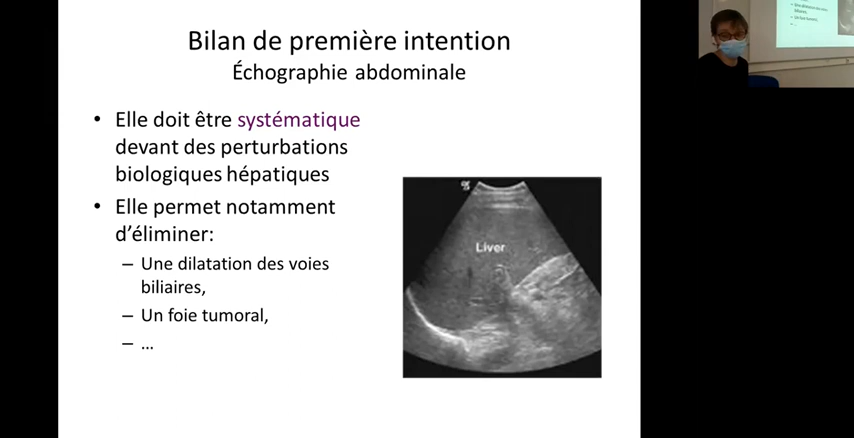 Bilan de première intention
Échographie abdominale
• Elle doit être systématique
devant des perturbations
biologiques hépatiques
• Elle permet notamment
d’éliminer:
– Une dilatation des voies
biliaires,
– Un foie tumoral,
– ...
Liver